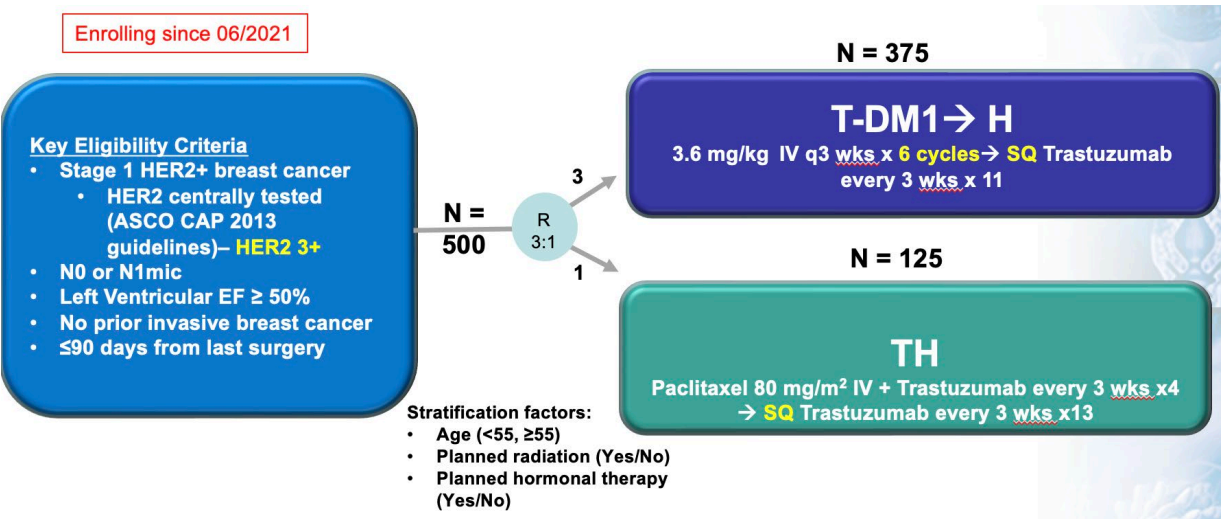 Enrolling since 06/2021
Key Eligibility Criteria
• Stage 1 HER2+ breast cancer
• HER2 centrally tested
(ASCO CAP 2013
guidelines)– HER2 3+
• N0 or N1mic
• Left Ventricular EF ≥ 50%
• No prior invasive breast cancer
• ≤90 days from last surgery
N =
500
R
3:1
3
1
N = 375
T-DM1→ H
3.6 mg/kg IV q3 wks x 6 cycles→ SQ Trastuzumab
every 3 wks x 11
N = 125
TH
Paclitaxel 80 mg/m² IV + Trastuzumab every 3 wks x4
→ SQ Trastuzumab every 3 wks x13
Stratification factors:
• Age (<55, ≥55)
• Planned radiation (Yes/No)
• Planned hormonal therapy
(Yes/No)